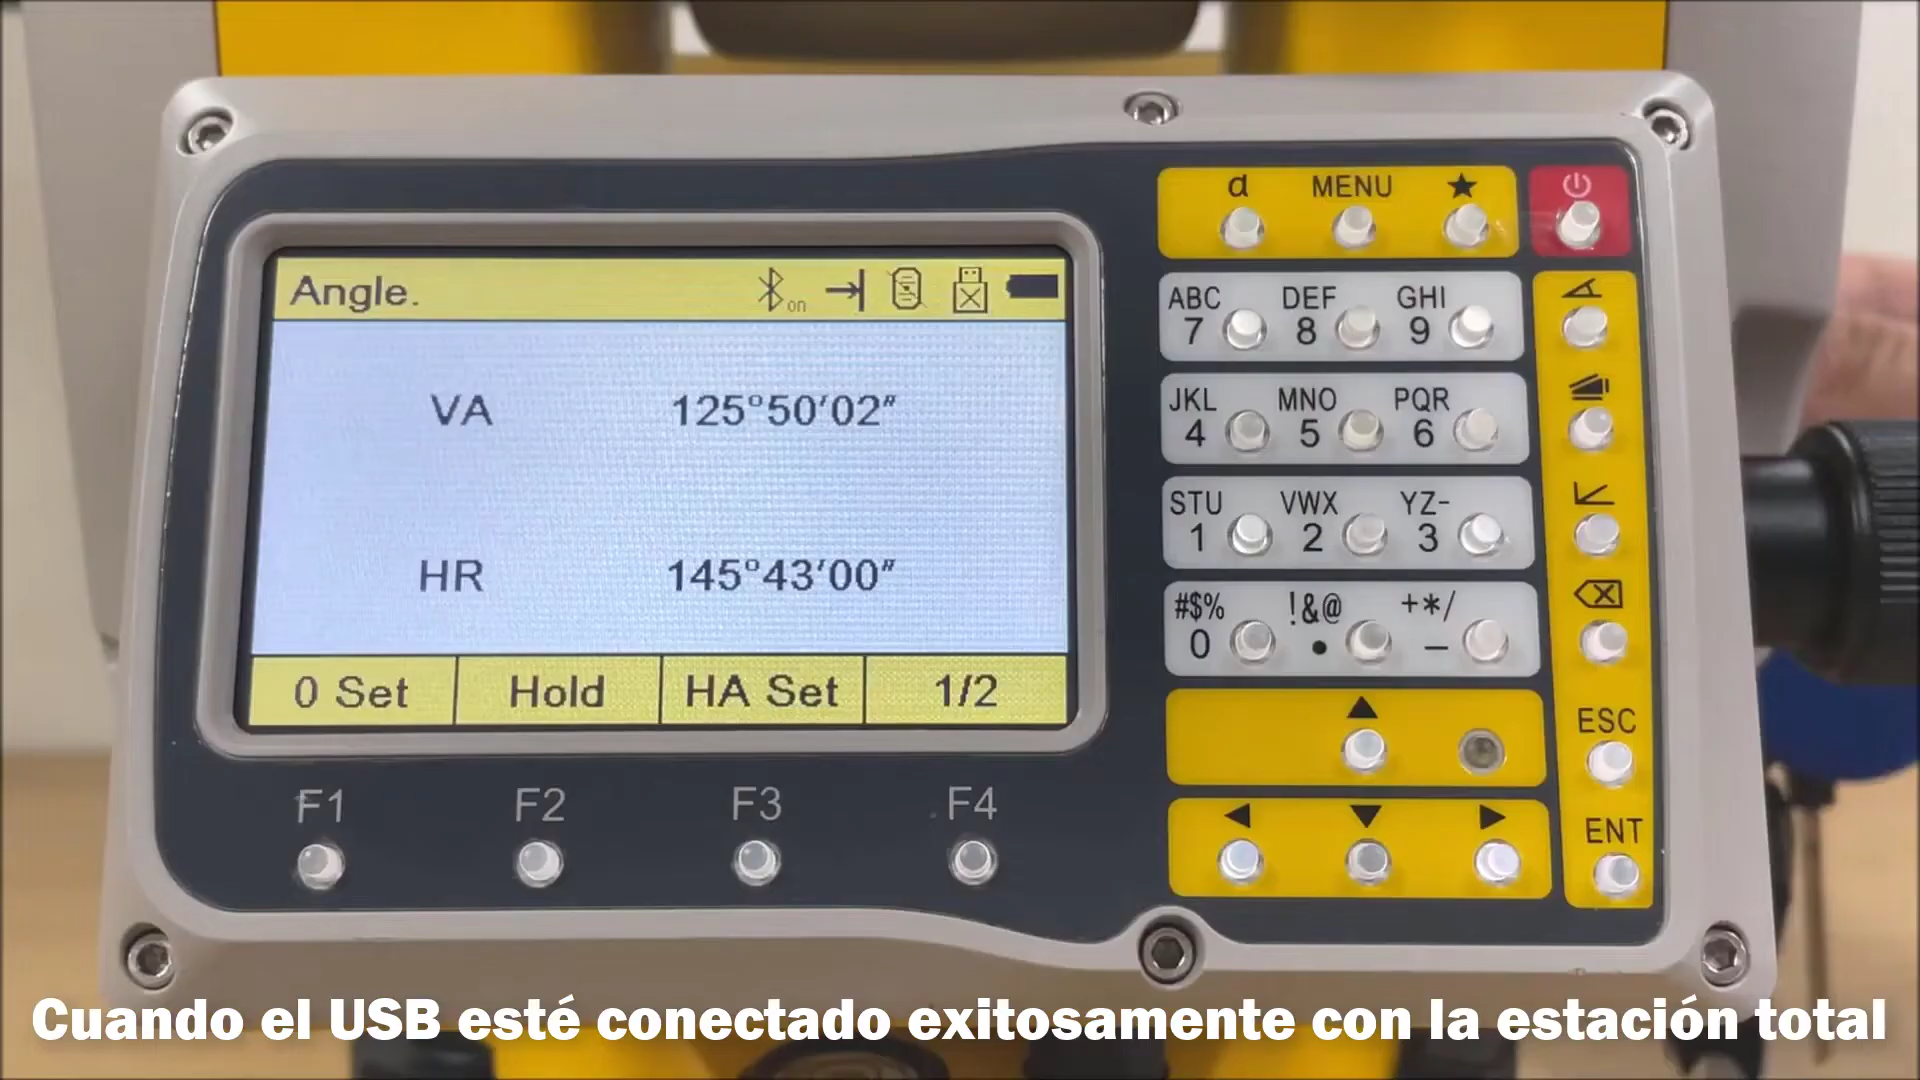 Angle.
on
VA 125°50'02"
HR 145°43'00"
0 Set Hold HA Set 1/2
F1 F2 F3 F4
α MENU ★
ABC DEF GHI
7 8 9
JKL MNO PQR
4 5 6
STU VWX YZ-
1 2 3
#$% !&@ +*/
0 . −
ESC
ENT
Cuando el USB esté conectado exitosamente con la estación total